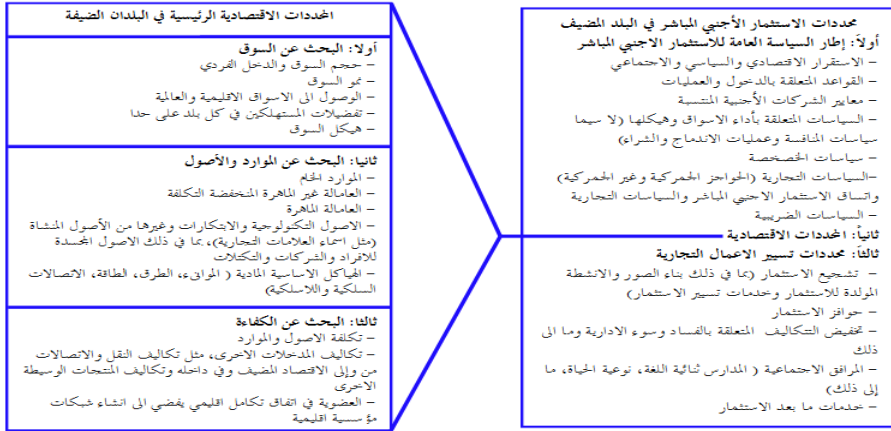 محددات الاستثمار الأجنبي المباشر في البلد المضيف
أولاً: إطار السياسة العامة للاستثمار الاجنبي المباشر
– الاستقرار الاقتصادي والسياسي والاجتماعي
– القواعد المتعلقة بالدخول والعمليات
– معايير الشركات الأجنبية المنتسبة
– السياسات المتعلقة بأداء الاسواق وهيكلها (لا سيما
سياسات المنافسة وعمليات الاندماج والشراء)
– سياسات الخصخصة
–السياسات التجارية (الحواجز الجمركية وغير الجمركية)
واتساق الاستثمار الاجنبي المباشر والسياسات التجارية
– السياسات الضريبية
ثانياً: المحددات الاقتصادية
ثالثاً: محددات تسيير الاعمال التجارية
– تشجيع الاستثمار (بما في ذلك بناء الصور والانشطة
المولدة للاستثمار وخدمات تسيير الاستثمار)
– حوافز الاستثمار
– تخفيض التتكاليف المتعلقة بالفساد وسوء الادارية وما الى
ذلك
– المرافق الاجتماعية ( المدارس ثنائية اللغة، نوعية الحياة، ما
إلى ذلك)
– خدمات ما بعد الاستثمار
المحددات الاقتصادية الرئيسية في البلدان الضيفة
أولا: البحث عن السوق
– حجم السوق والدخل الفردي
– نمو السوق
– الوصول الى الاسواق الاقليمية والعالمية
– تفضيلات المستهلكين في كل بلد على حدا
– هيكل السوق
ثانيا: البحث عن الموارد والآصول
– الموارد الخام
– العامالة غير الماهرة المنخفضة التكلفة
– العامالة الماهرة
– الاصول التكنولوجية والابتكارات وغيرها من الآصول المنشاة
(مثل اسماء العلامات التجارية)،.بما في ذلك الاصول المجسدة
للافراد والشركات والتكتلات
– الهياكل الاساسية المادية ( الموانىء، الطرق، الطاقة، الاتصالات
السلكية واللاسلكية)
ثالثا: البحث عن الكفاءة
– تكلفة الاصول والموارد
– تكاليف المدخلات الاخرى، مثل تكاليف النقل والاتصالات
من وإلى الاقتصاد المضيف وفي داخله وتكاليف المنتجات الوسيطة
الاخرى
– العضوية في اتفاق تكامل اقليمي يفضي الى انشاء شبكات
مؤسسية اقليمية